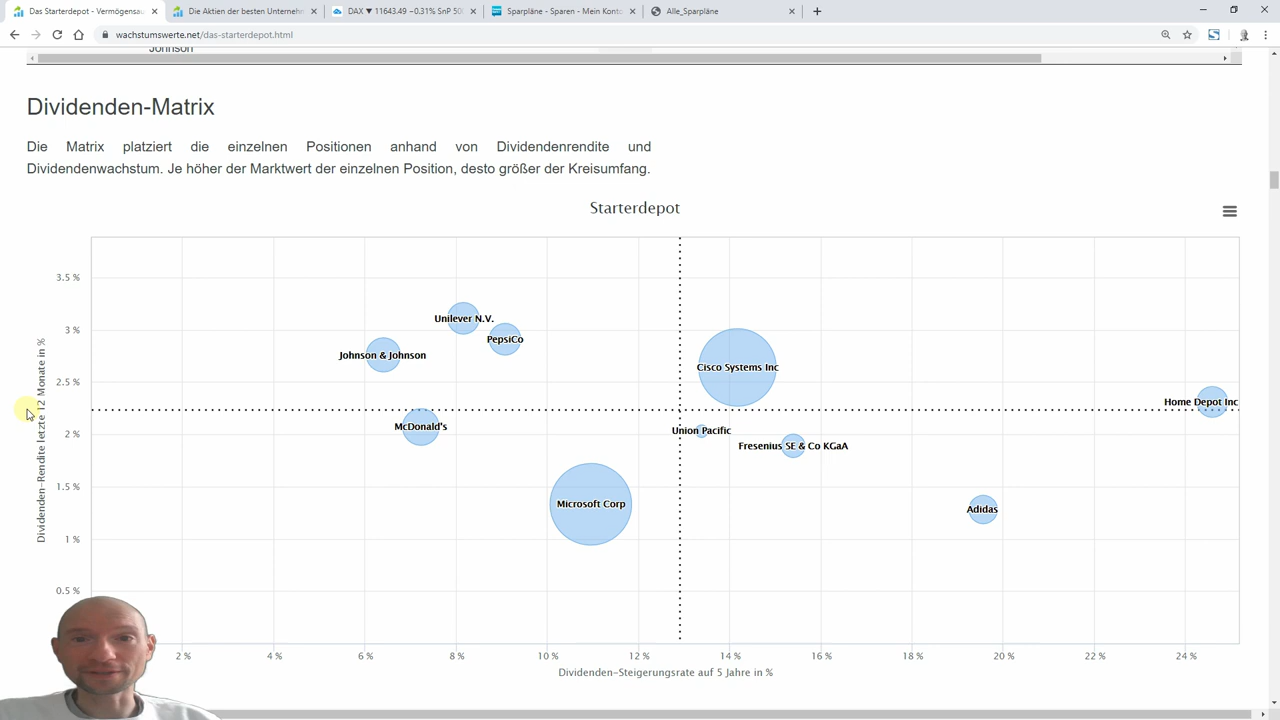 Das Starterdepot - Vermögensau
Die Aktien der besten Unternehm
DAX ▼ 11643.49 −0.31% SnP 500
Sparpläne - Sparen - Mein Konto
Alle_Sparpläne
wachstumswerte.net/das-starterdepot.html
Johnson
Dividenden-Matrix
Die Matrix platziert die einzelnen Positionen anhand von Dividendenrendite und
Dividendenwachstum. Je höher der Marktwert der einzelnen Position, desto größer der Kreisumfang.
Starterdepot
3.5 %
3 %
2.5 %
2 %
1.5 %
1 %
0.5 %
Dividenden-Rendite letzte 12 Monate in %
Unilever N.V.
PepsiCo
Johnson & Johnson
Cisco Systems Inc
Home Depot Inc
McDonald's
Union Pacific
Fresenius SE & Co KGaA
Microsoft Corp
Adidas
2 %
4 %
6 %
8 %
10 %
12 %
14 %
16 %
18 %
20 %
22 %
24 %
Dividenden-Steigerungsrate auf 5 Jahre in %